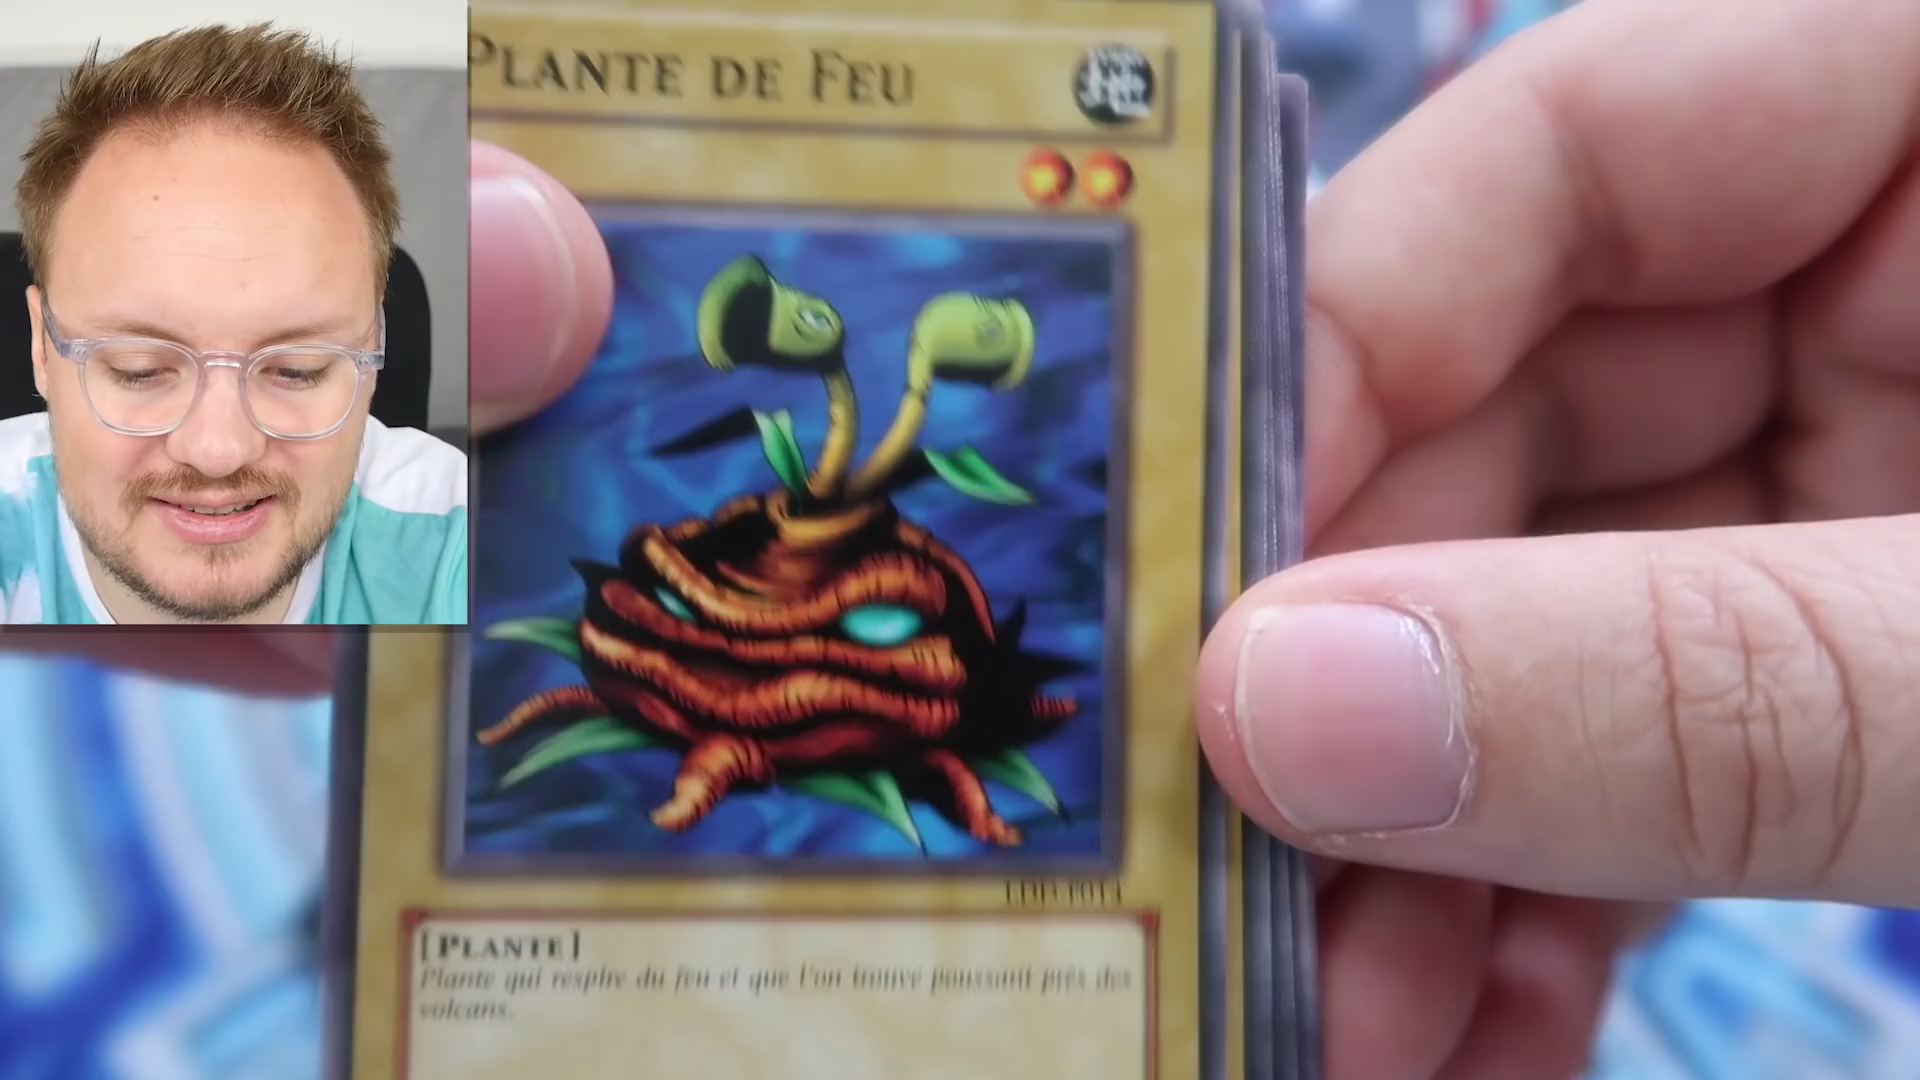 PLANTE DE FEU
[PLANTE]
Plante qui respire du feu et que l'on trouve poussant près des
volcans.